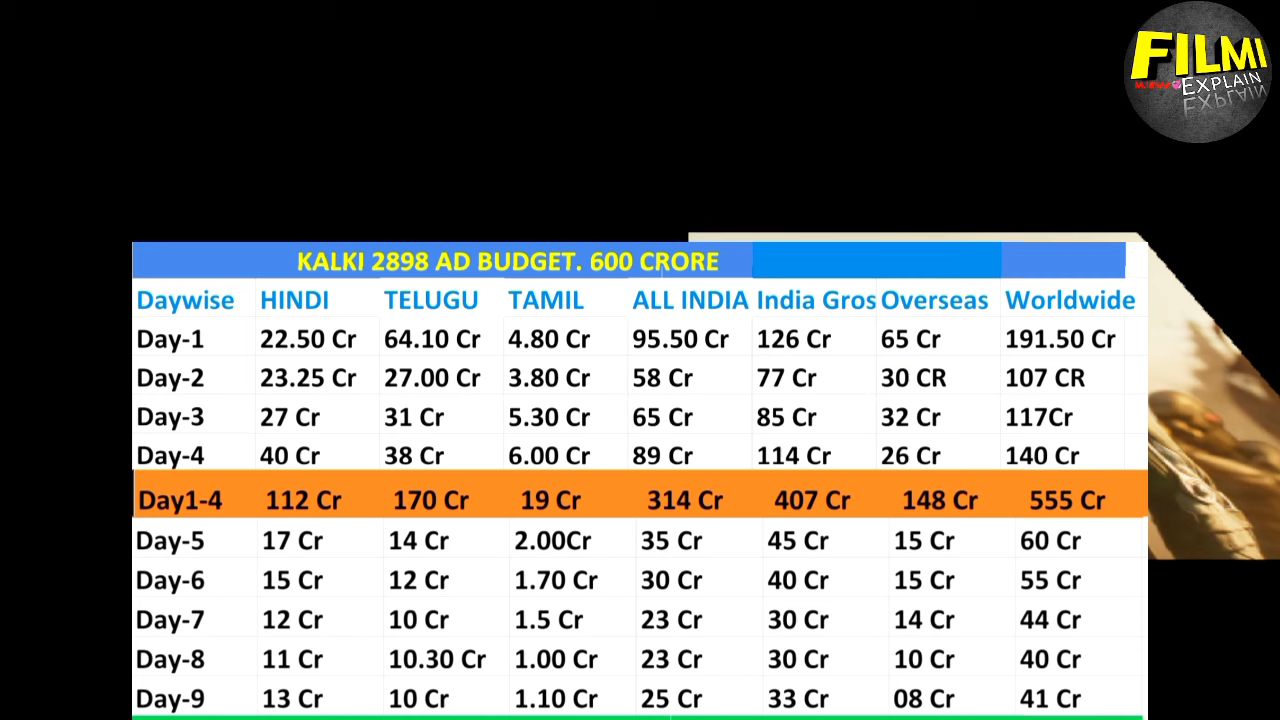 FILMI
EXPLAIN
KALKI 2898 AD BUDGET. 600 CRORE
Daywise HINDI TELUGU TAMIL ALL INDIA India Gros Overseas Worldwide
Day-1 22.50 Cr 64.10 Cr 4.80 Cr 95.50 Cr 126 Cr 65 Cr 191.50 Cr
Day-2 23.25 Cr 27.00 Cr 3.80 Cr 58 Cr 77 Cr 30 CR 107 CR
Day-3 27 Cr 31 Cr 5.30 Cr 65 Cr 85 Cr 32 Cr 117Cr
Day-4 40 Cr 38 Cr 6.00 Cr 89 Cr 114 Cr 26 Cr 140 Cr
Day1-4 112 Cr 170 Cr 19 Cr 314 Cr 407 Cr 148 Cr 555 Cr
Day-5 17 Cr 14 Cr 2.00Cr 35 Cr 45 Cr 15 Cr 60 Cr
Day-6 15 Cr 12 Cr 1.70 Cr 30 Cr 40 Cr 15 Cr 55 Cr
Day-7 12 Cr 10 Cr 1.5 Cr 23 Cr 30 Cr 14 Cr 44 Cr
Day-8 11 Cr 10.30 Cr 1.00 Cr 23 Cr 30 Cr 10 Cr 40 Cr
Day-9 13 Cr 10 Cr 1.10 Cr 25 Cr 33 Cr 08 Cr 41 Cr